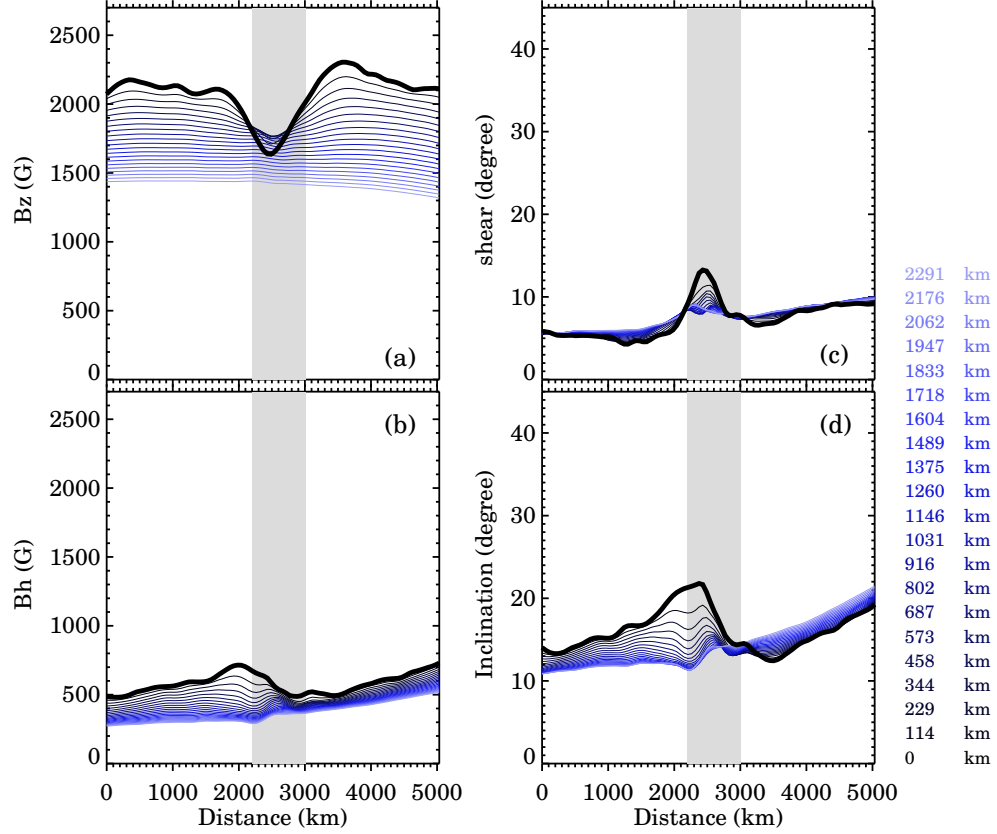 2500
2000
1500
1000
500
0
Bz (G)
(a)
40
30
20
10
0
shear (degree)
(c)
2500
2000
1500
1000
500
0
Bh (G)
(b)
0 1000 2000 3000 4000 5000
Distance (km)
40
30
20
10
0
Inclination (degree)
(d)
0 1000 2000 3000 4000 5000
Distance (km)
2291 km
2176 km
2062 km
1947 km
1833 km
1718 km
1604 km
1489 km
1375 km
1260 km
1146 km
1031 km
916 km
802 km
687 km
573 km
458 km
344 km
229 km
114 km
0 km